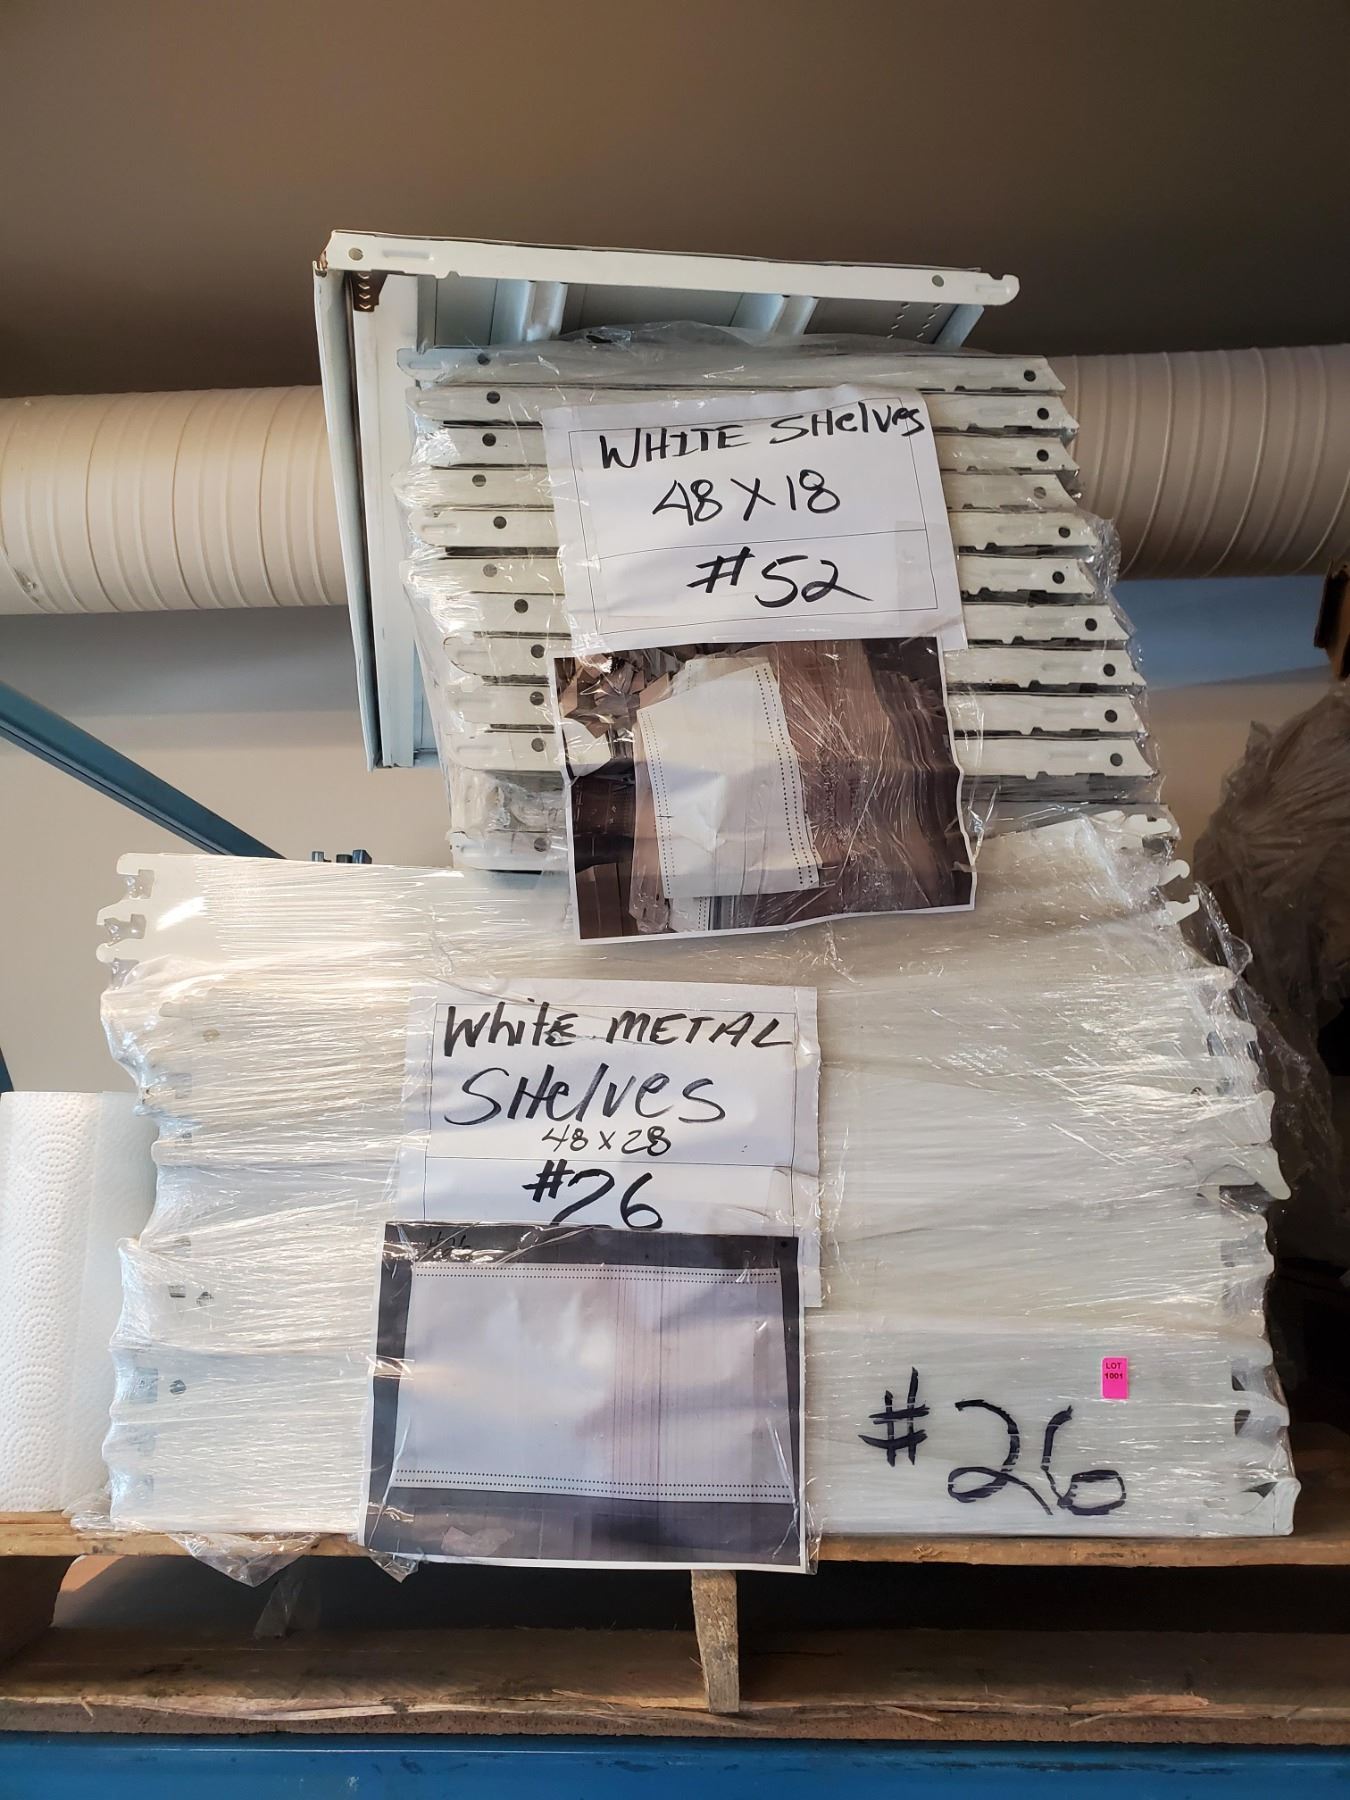 WHITE SHelves
48 X 18
#52
White METAL
SHelves
48 x 28
#26
LOT
1001
#26